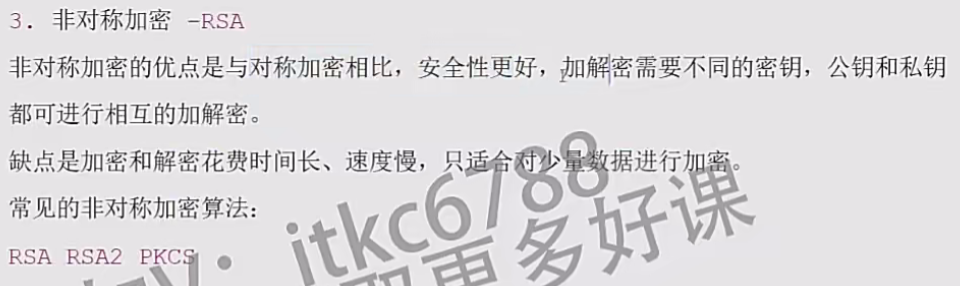 3. 非对称加密 -RSA
非对称加密的优点是与对称加密相比，安全性更好，加解密需要不同的密钥，公钥和私钥
都可进行相互的加解密。
缺点是加密和解密花费时间长、速度慢，只适合对少量数据进行加密。
常见的非对称加密算法：
RSA RSA2 PKCS
itkc6788
更多好课